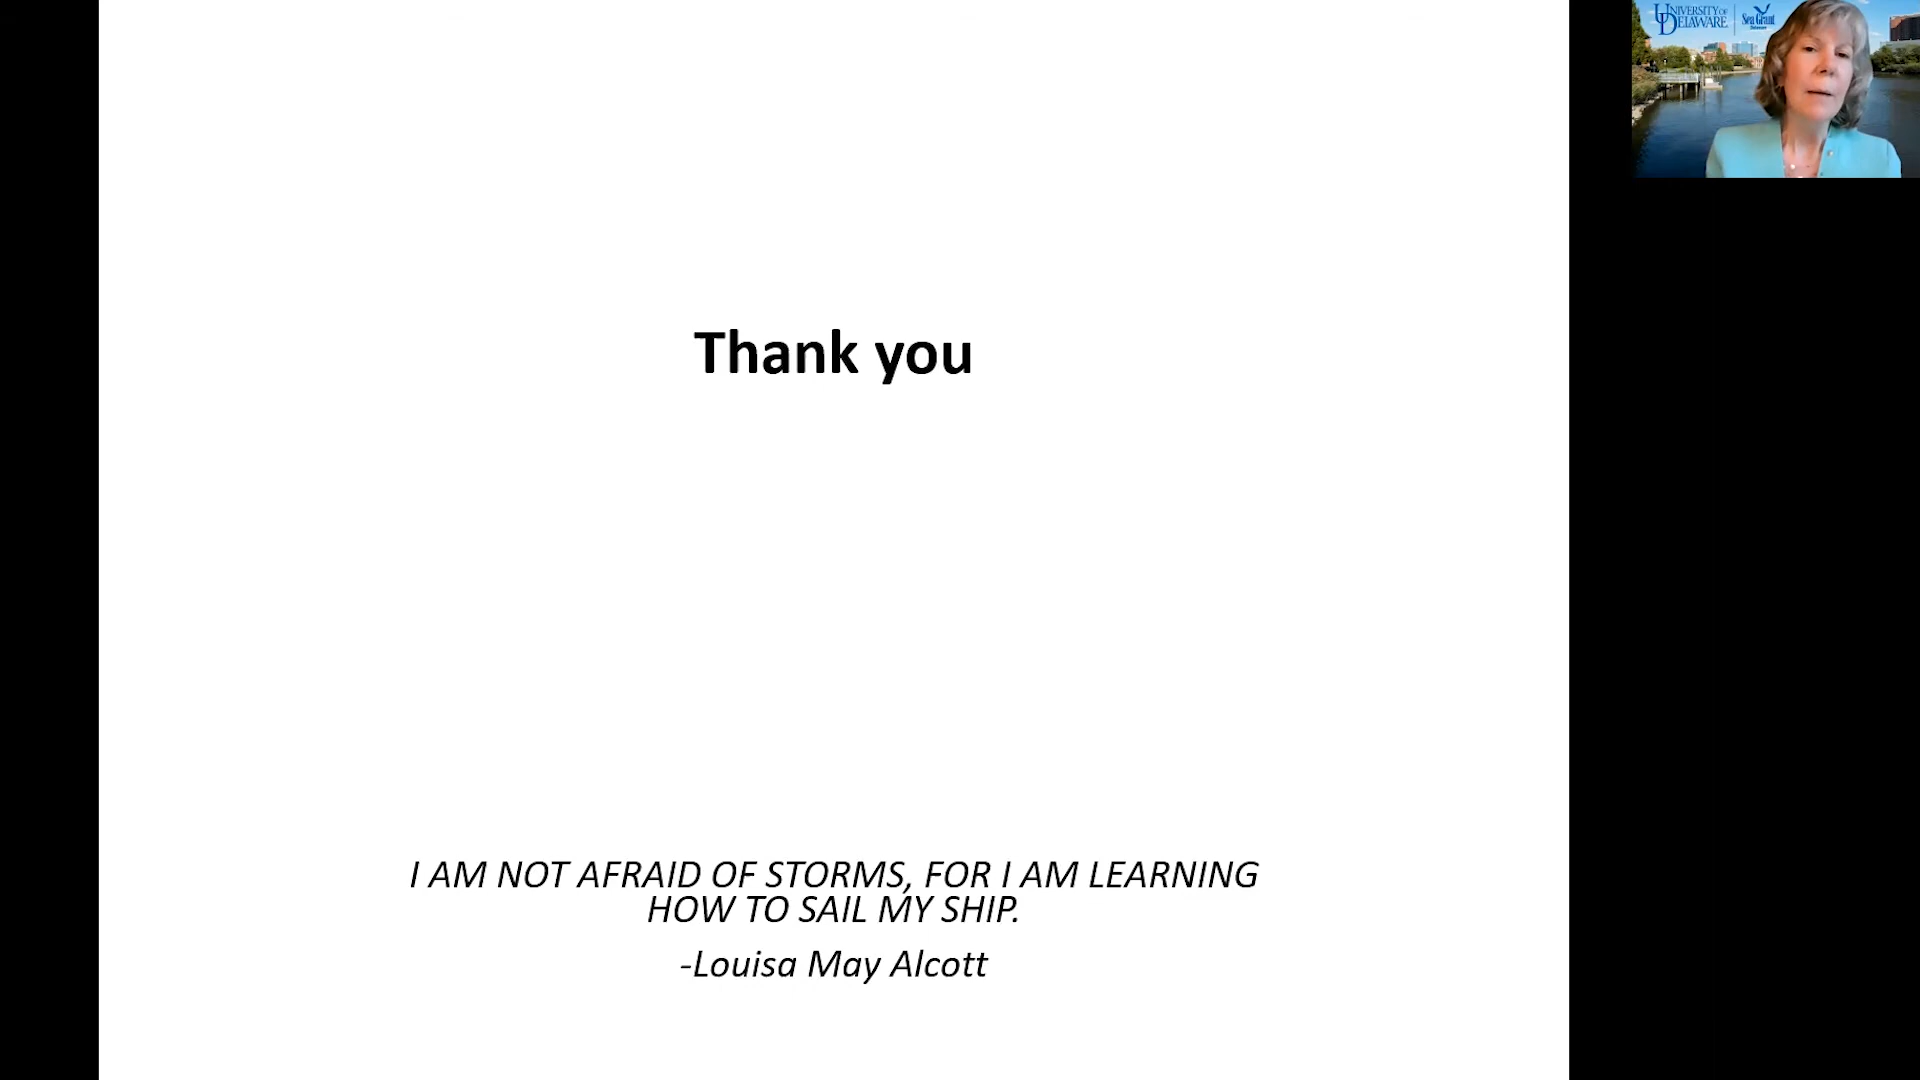 UNIVERSITY OF DELAWARE
Sea Grant
Delaware
Thank you
I AM NOT AFRAID OF STORMS, FOR I AM LEARNING
HOW TO SAIL MY SHIP.
-Louisa May Alcott